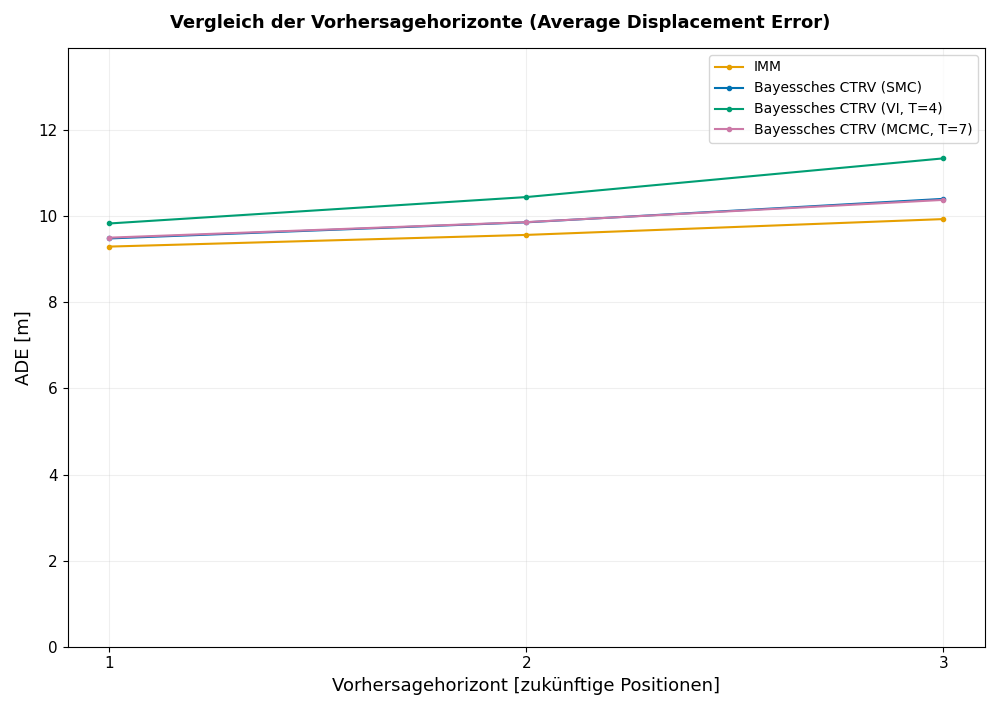 Vergleich der Vorhersagehorizonte (Average Displacement Error)
IMM
Bayessches CTRV (SMC)
Bayessches CTRV (VI, T=4)
Bayessches CTRV (MCMC, T=7)
ADE [m]
12
10
8
6
4
2
0
1
2
3
Vorhersagehorizont [zukünftige Positionen]